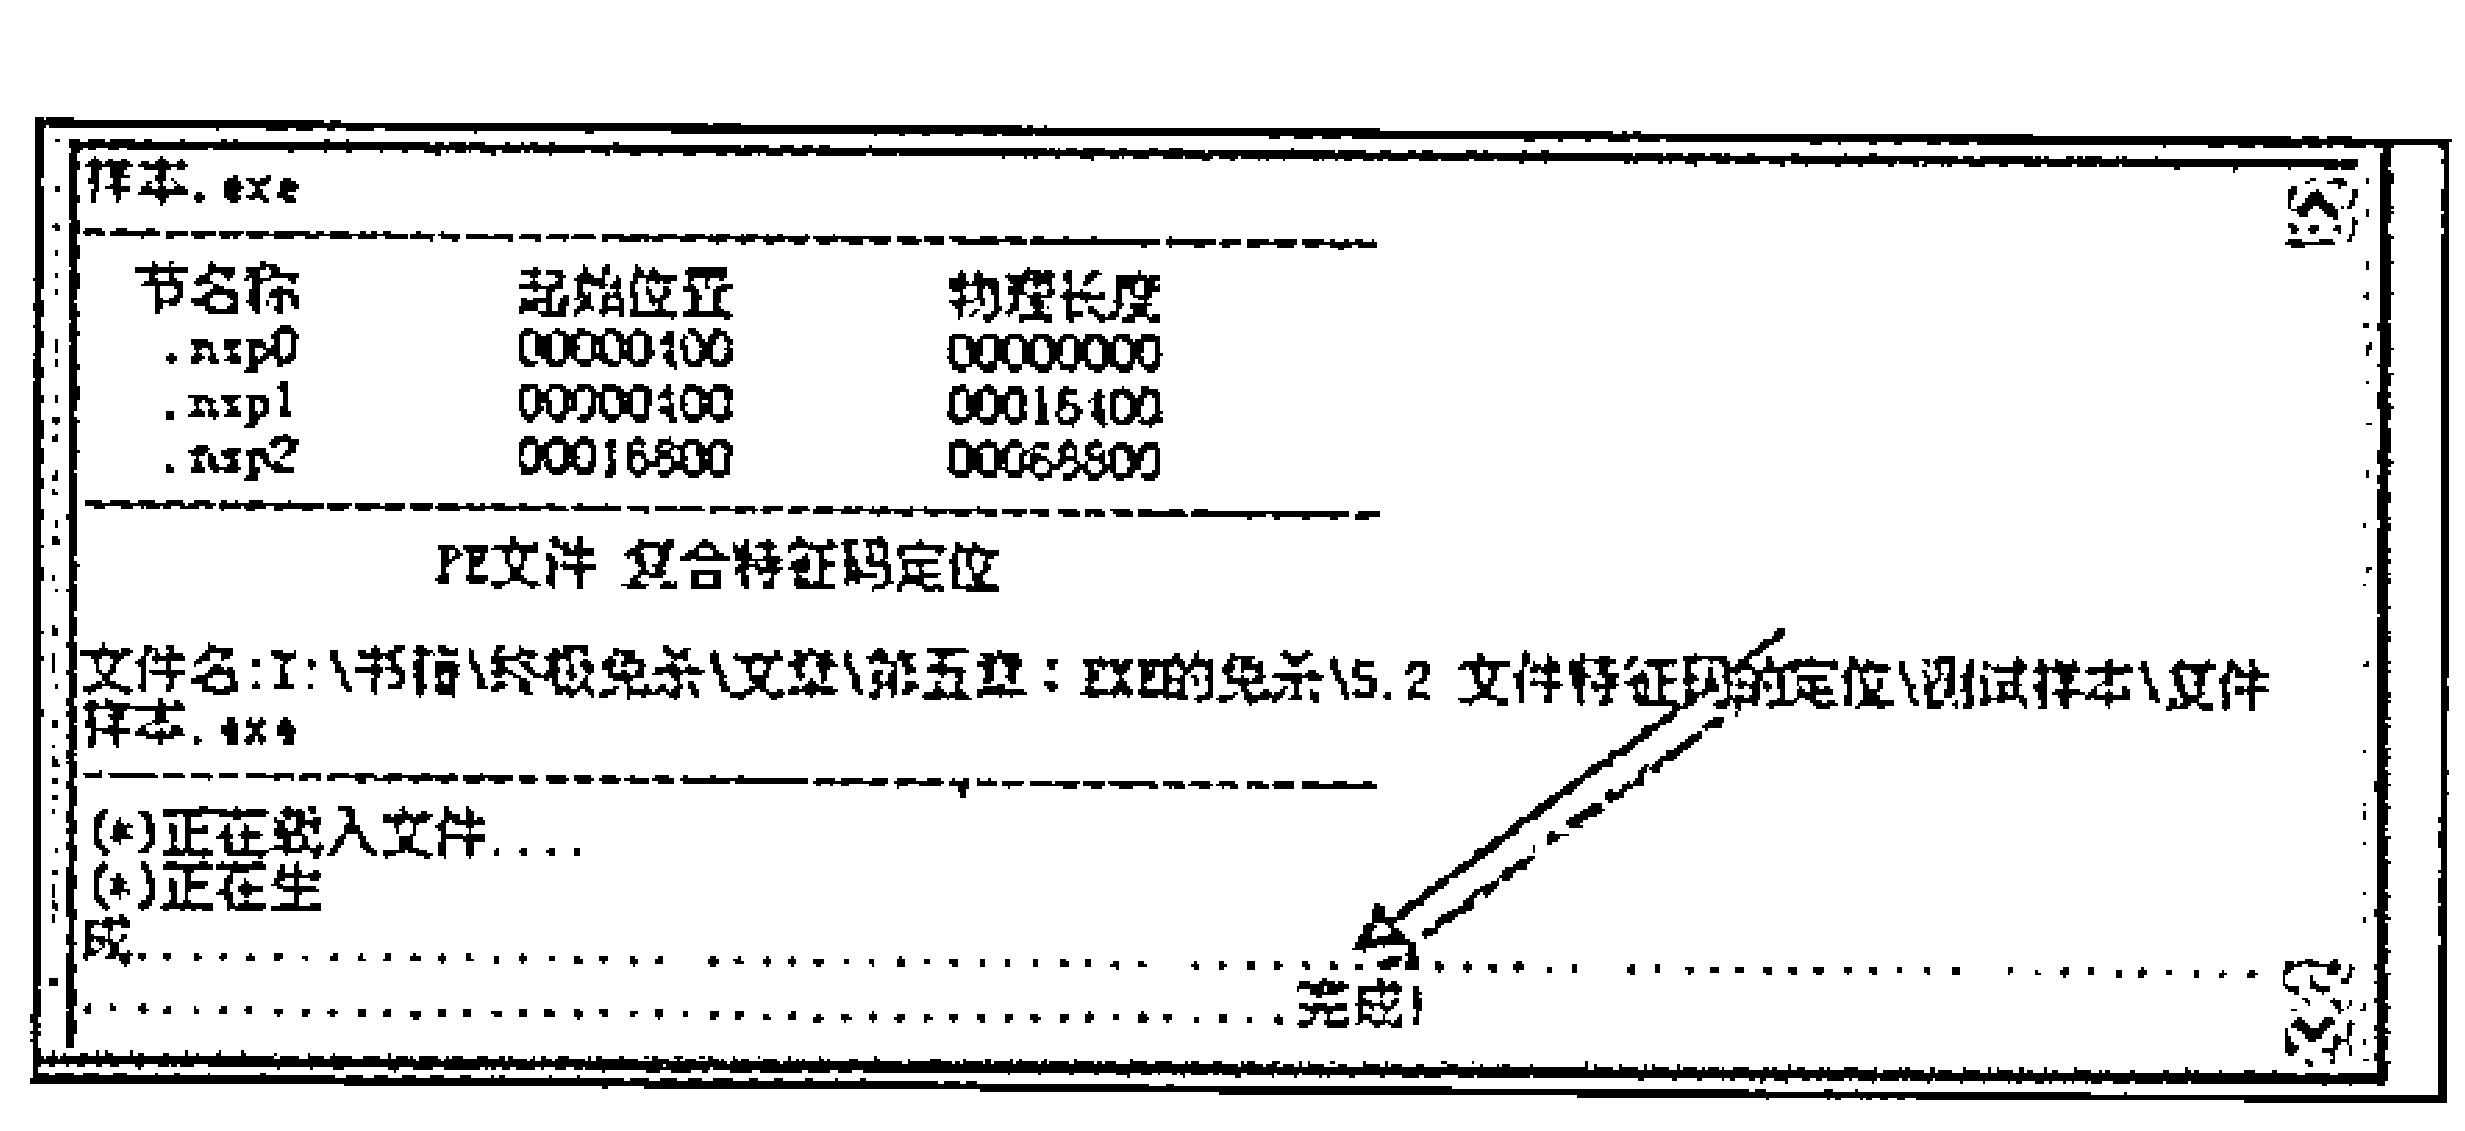 样本.exe
节名称 起始位置 物理长度
.nsp0 00000400 00000000
.nsp1 00000400 00016400
.nsp2 00016800 00068800
PE文件 复合特征码定位
文件名:I:\书稿\终极免杀\文章\第五章：EXE的免杀\5.2 文件特征码的定位\测试样本\文件
样本.exe
(*)正在载入文件....
(*)正在生
成..........................................................................
.............................................完成!